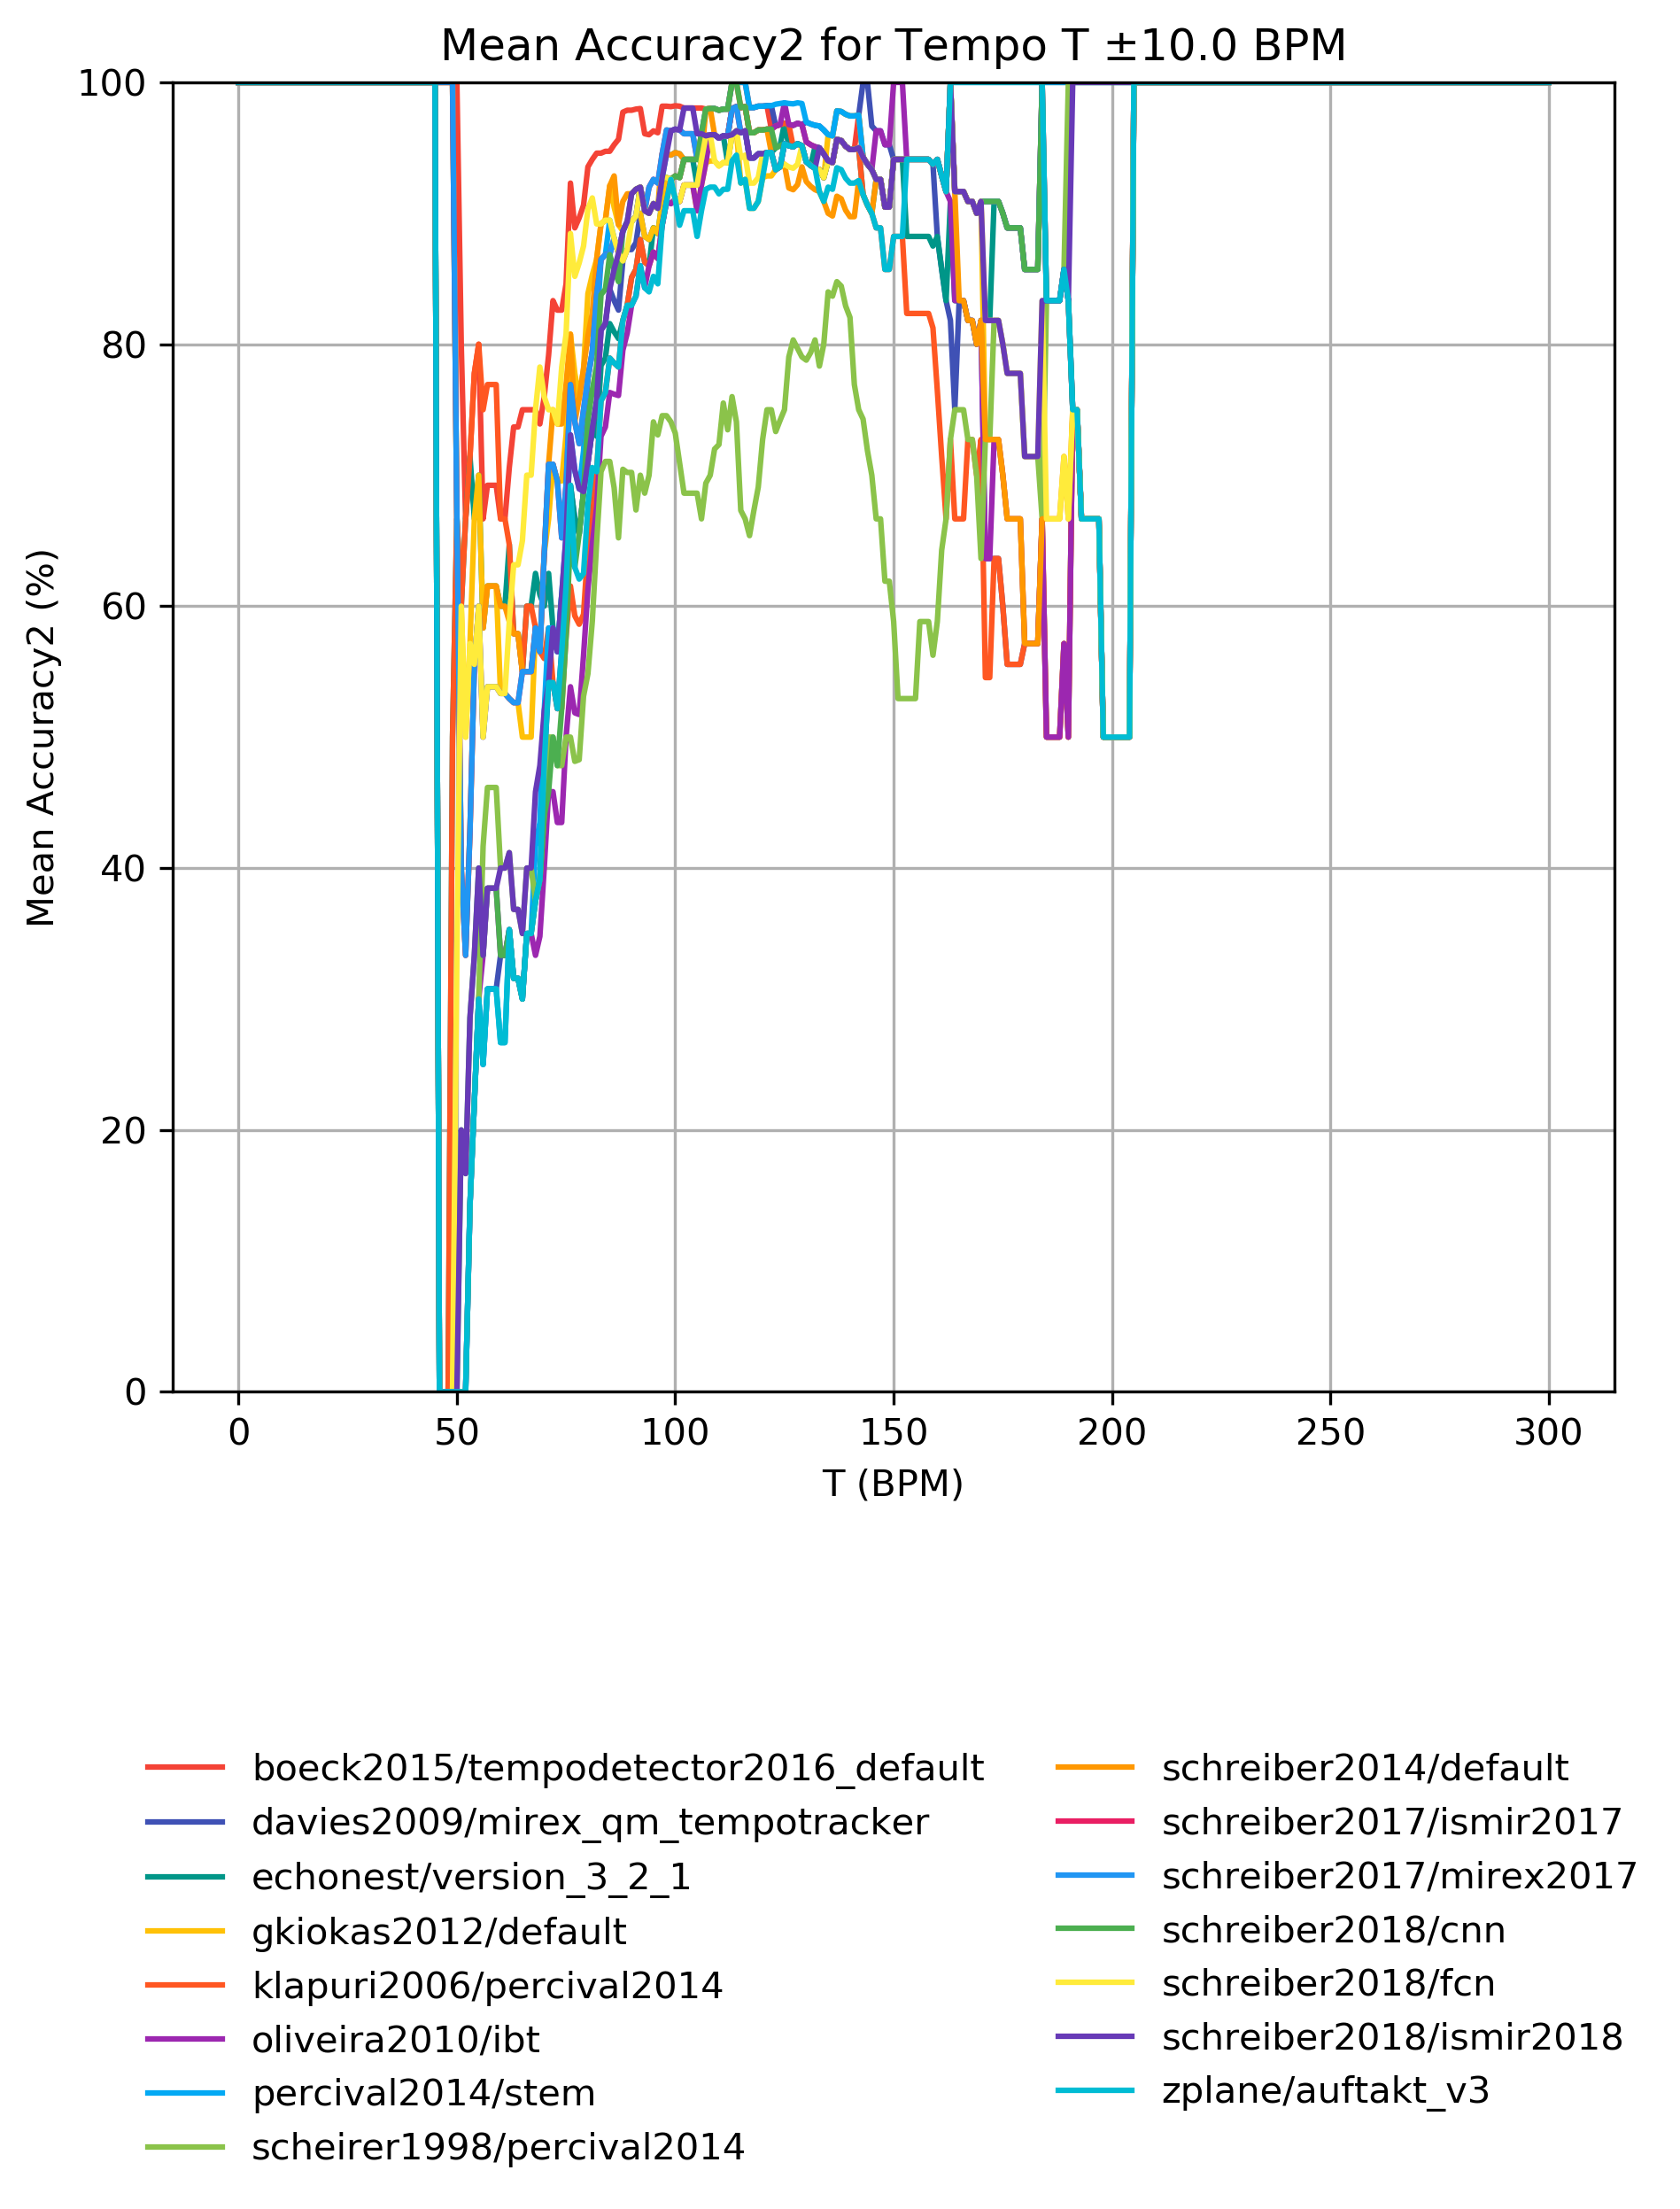 Mean Accuracy2 for Tempo T ±10.0 BPM
100
80
60
40
20
0
Mean Accuracy2 (%)
0 50 100 150 200 250 300
T (BPM)
boeck2015/tempodetector2016_default
davies2009/mirex_qm_tempotracker
echonest/version_3_2_1
gkiokas2012/default
klapuri2006/percival2014
oliveira2010/ibt
percival2014/stem
scheirer1998/percival2014
schreiber2014/default
schreiber2017/ismir2017
schreiber2017/mirex2017
schreiber2018/cnn
schreiber2018/fcn
schreiber2018/ismir2018
zplane/auftakt_v3